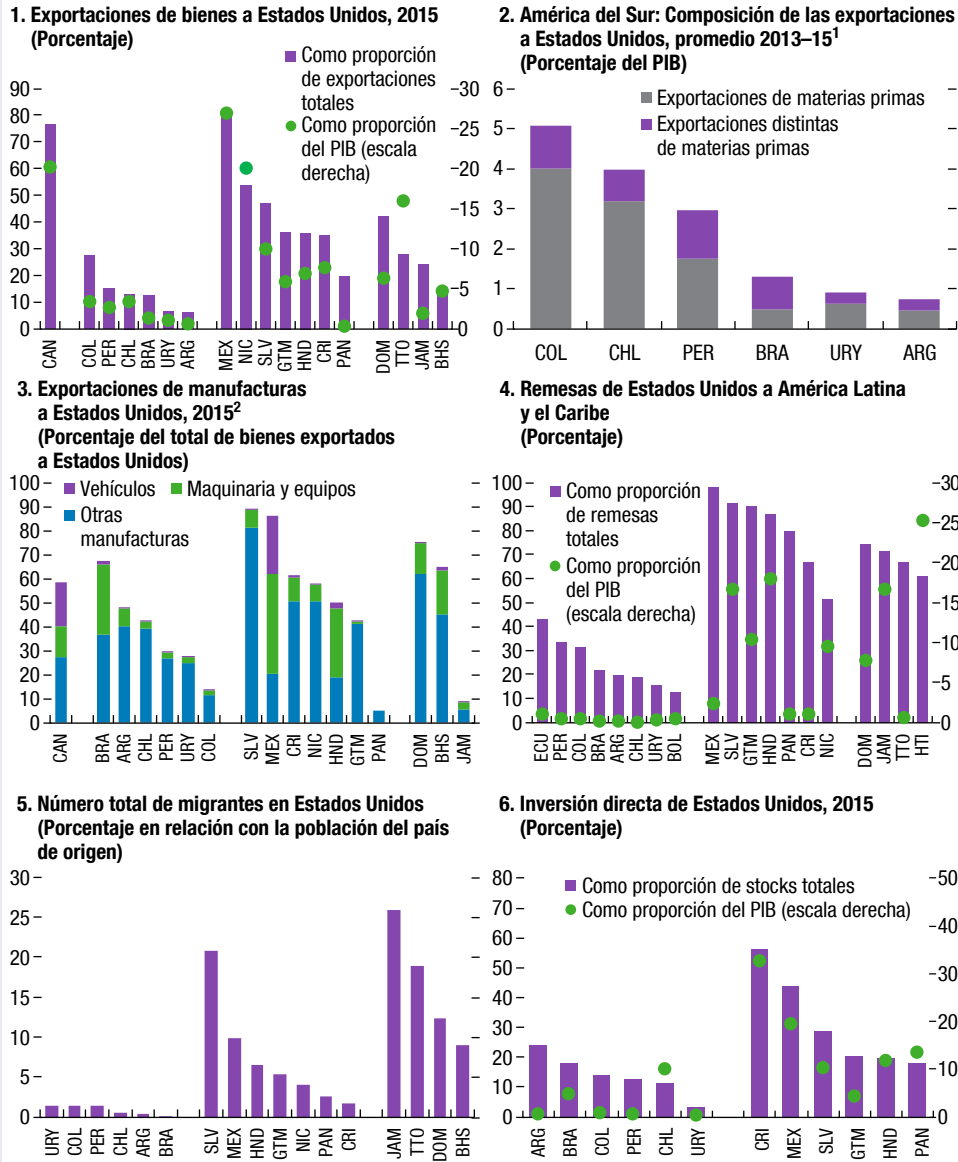 1. Exportaciones de bienes a Estados Unidos, 2015
(Porcentaje)
Como proporción
de exportaciones
totales
Como proporción
del PIB (escala
derecha)
90
80
70
60
50
40
30
20
10
0
30
25
20
15
10
5
0
CAN
COL
PER
CHL
BRA
URY
ARG
MEX
NIC
SLV
GTM
HND
CRI
PAN
DOM
TTO
JAM
BHS
2. América del Sur: Composición de las exportaciones
a Estados Unidos, promedio 2013–15¹
(Porcentaje del PIB)
Exportaciones de materias primas
Exportaciones distintas
de materias primas
6
5
20
3
2
1
0
COL CHL PER BRA URY ARG
3. Exportaciones de manufacturas
a Estados Unidos, 2015²
(Porcentaje del total de bienes exportados
a Estados Unidos)
Vehículos Maquinaria y equipos
Otras
manufacturas
100
90
80
70
60
50
40
30
20
10
0
CAN
BRA
ARG
CHL
PER
URY
COL
SLV
MEX
CRI
NIC
HND
GTM
PAN
DOM
BHS
JAM
4. Remesas de Estados Unidos a América Latina
y el Caribe
(Porcentaje)
Como proporción
de remesas
totales
Como proporción
del PIB
(escala derecha)
100
90
80
70
60
50
40
30
20
10
0
30
25
20
15
10
5
0
ECU
PER
COL
BRA
ARG
CHL
URY
BOL
MEX
SLV
GTM
HND
PAN
CRI
NIC
DOM
JAM
TTO
HTI
5. Número total de migrantes en Estados Unidos
(Porcentaje en relación con la población del país
de origen)
30
25
20
15
10
5
0
URY
COL
PER
CHL
ARG
BRA
SLV
MEX
HND
GTM
NIC
PAN
CRI
JAM
TTO
DOM
BHS
6. Inversión directa de Estados Unidos, 2015
(Porcentaje)
Como proporción de stocks totales
Como proporción del PIB (escala derecha)
80
70
60
50
40
30
20
10
0
50
40
30
20
10
0
ARG
BRA
COL
PER
CHL
URY
CRI
MEX
SLV
GTM
HND
PAN